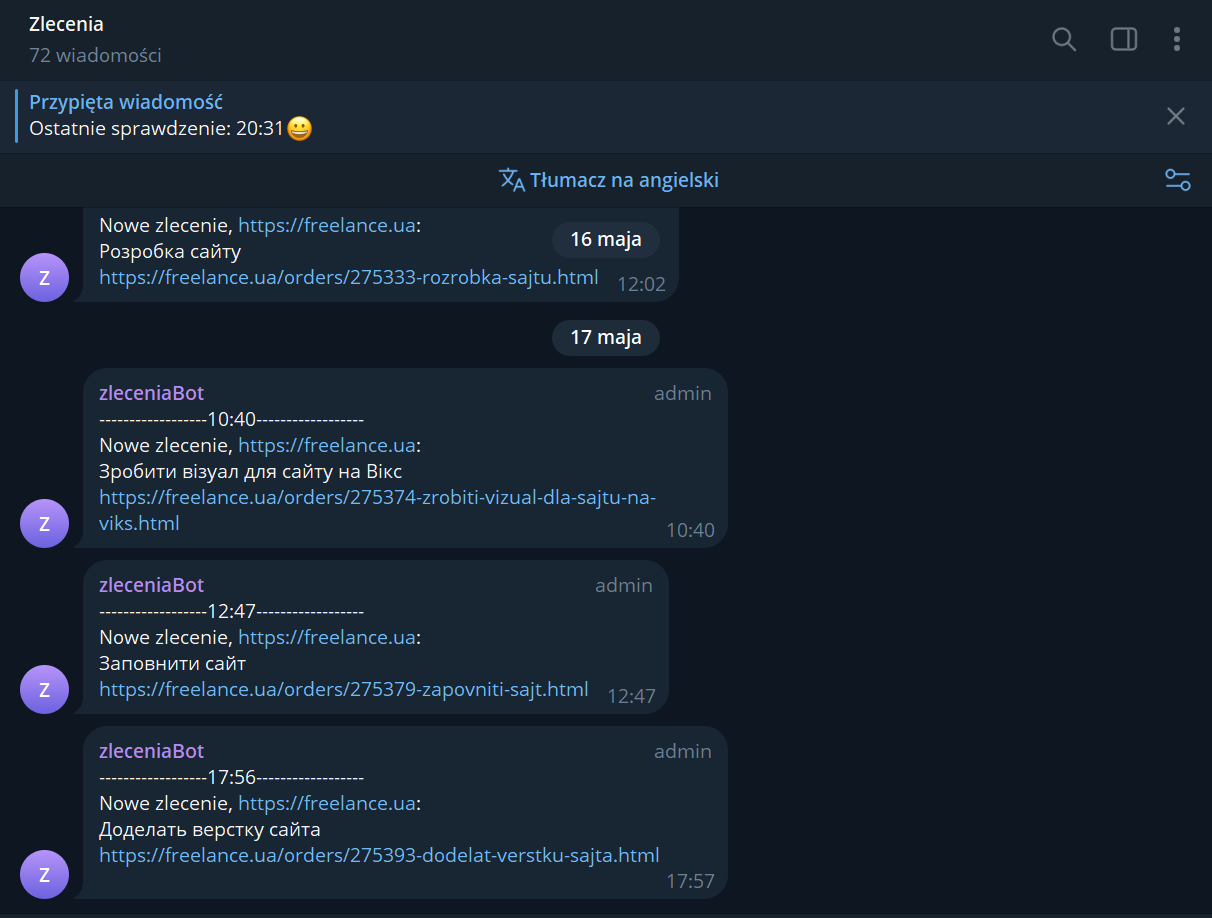 Zlecenia
72 wiadomości
Przypięta wiadomość
Ostatnie sprawdzenie: 20:31😀
Tłumacz na angielski
Nowe zlecenie, https://freelance.ua:
16 maja
Розробка сайту
https://freelance.ua/orders/275333-rozrobka-sajtu.html
12:02
Z
17 maja
zleceniaBot
admin
------------------10:40------------------
Nowe zlecenie, https://freelance.ua:
Зробити візуал для сайту на Вікс
https://freelance.ua/orders/275374-zrobiti-vizual-dla-sajtu-na-
viks.html
10:40
Z
zleceniaBot
admin
------------------12:47------------------
Nowe zlecenie, https://freelance.ua:
Заповнити сайт
https://freelance.ua/orders/275379-zapovniti-sajt.html
12:47
Z
zleceniaBot
admin
------------------17:56------------------
Nowe zlecenie, https://freelance.ua:
Доделать верстку сайта
https://freelance.ua/orders/275393-dodelat-verstku-sajta.html
17:57
Z